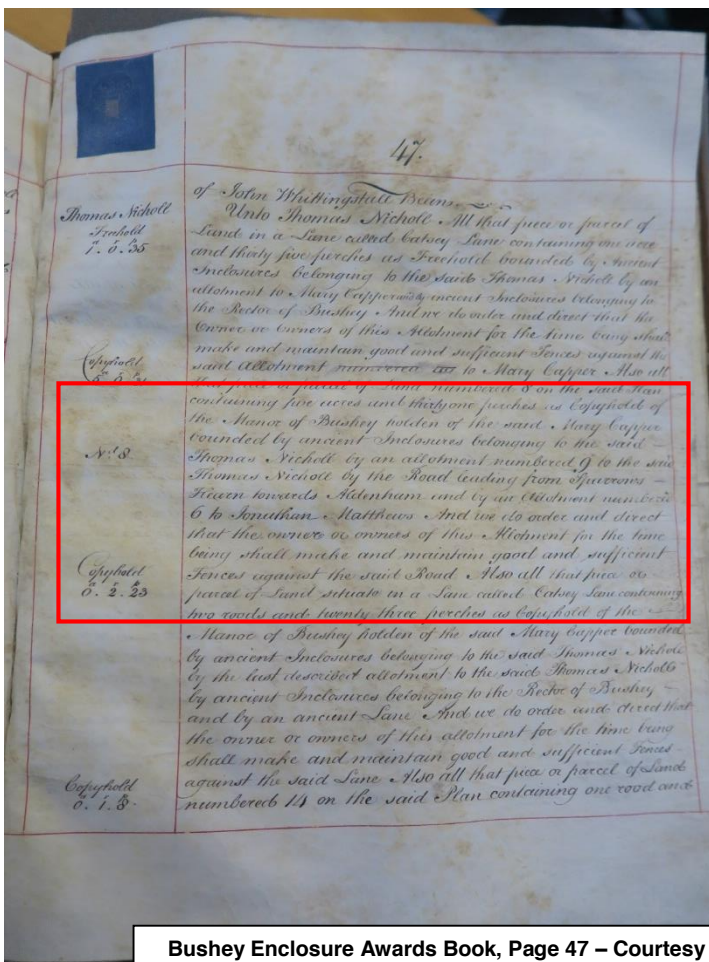 47.
of John Whittingstall Beeins
Thomas Nicholl
Freehold
A. R. P.
1. 0. 35
Unto Thomas Nicholl All that piece or parcel of
Land in a Lane called Catsey Lane containing one acre
and thirty five perches as Freehold bounded by Ancient
Inclosures belonging to the said Thomas Nicholl by an
allotment to Mary Capper and by ancient Inclosures belonging to
the Rector of Bushey And we do order and direct that the
Owner or Owners of this Allotment for the time being shall
make and maintain good and sufficient Fences against the
said Allotment to Mary Capper Also all
Copyhold
that piece or parcel of Land numbered 8 on the said Plan
containing five acres and thirty one perches as Copyhold of
the Manor of Bushey holden of the said Mary Capper
bounded by ancient Inclosures belonging to the said
No. 8
Thomas Nicholl by an allotment numbered 9 to the said
Thomas Nicholl by the Road leading from
towards Aldenham and by an Allotment numbered
6 to Jonathan Matthews And we do order and direct
that the owner or owners of this Allotment for the time
being shall make and maintain good and sufficient
Copyhold
A. R. P.
0. 2. 23
Fences against the said Road Also all that piece or
parcel of Land situate in a Lane called Catsey Lane containing
two roods and twenty three perches as Copyhold of the
Manor of Bushey holden of the said Mary Capper bounded
by ancient Inclosures belonging to the said Thomas Nicholl
by the last described allotment to the said Thomas Nicholls
by ancient Inclosures belonging to the Rector of Bushey
and by an ancient Lane And we do order and direct that
the owner or owners of this allotment for the time being
shall make and maintain good and sufficient Fences
against the said Lane Also all that piece or parcel of Land
Copyhold
A. R. P.
0. 1. 8.
numbered 14 on the said Plan containing one rood and
Bushey Enclosure Awards Book, Page 47 – Courtesy